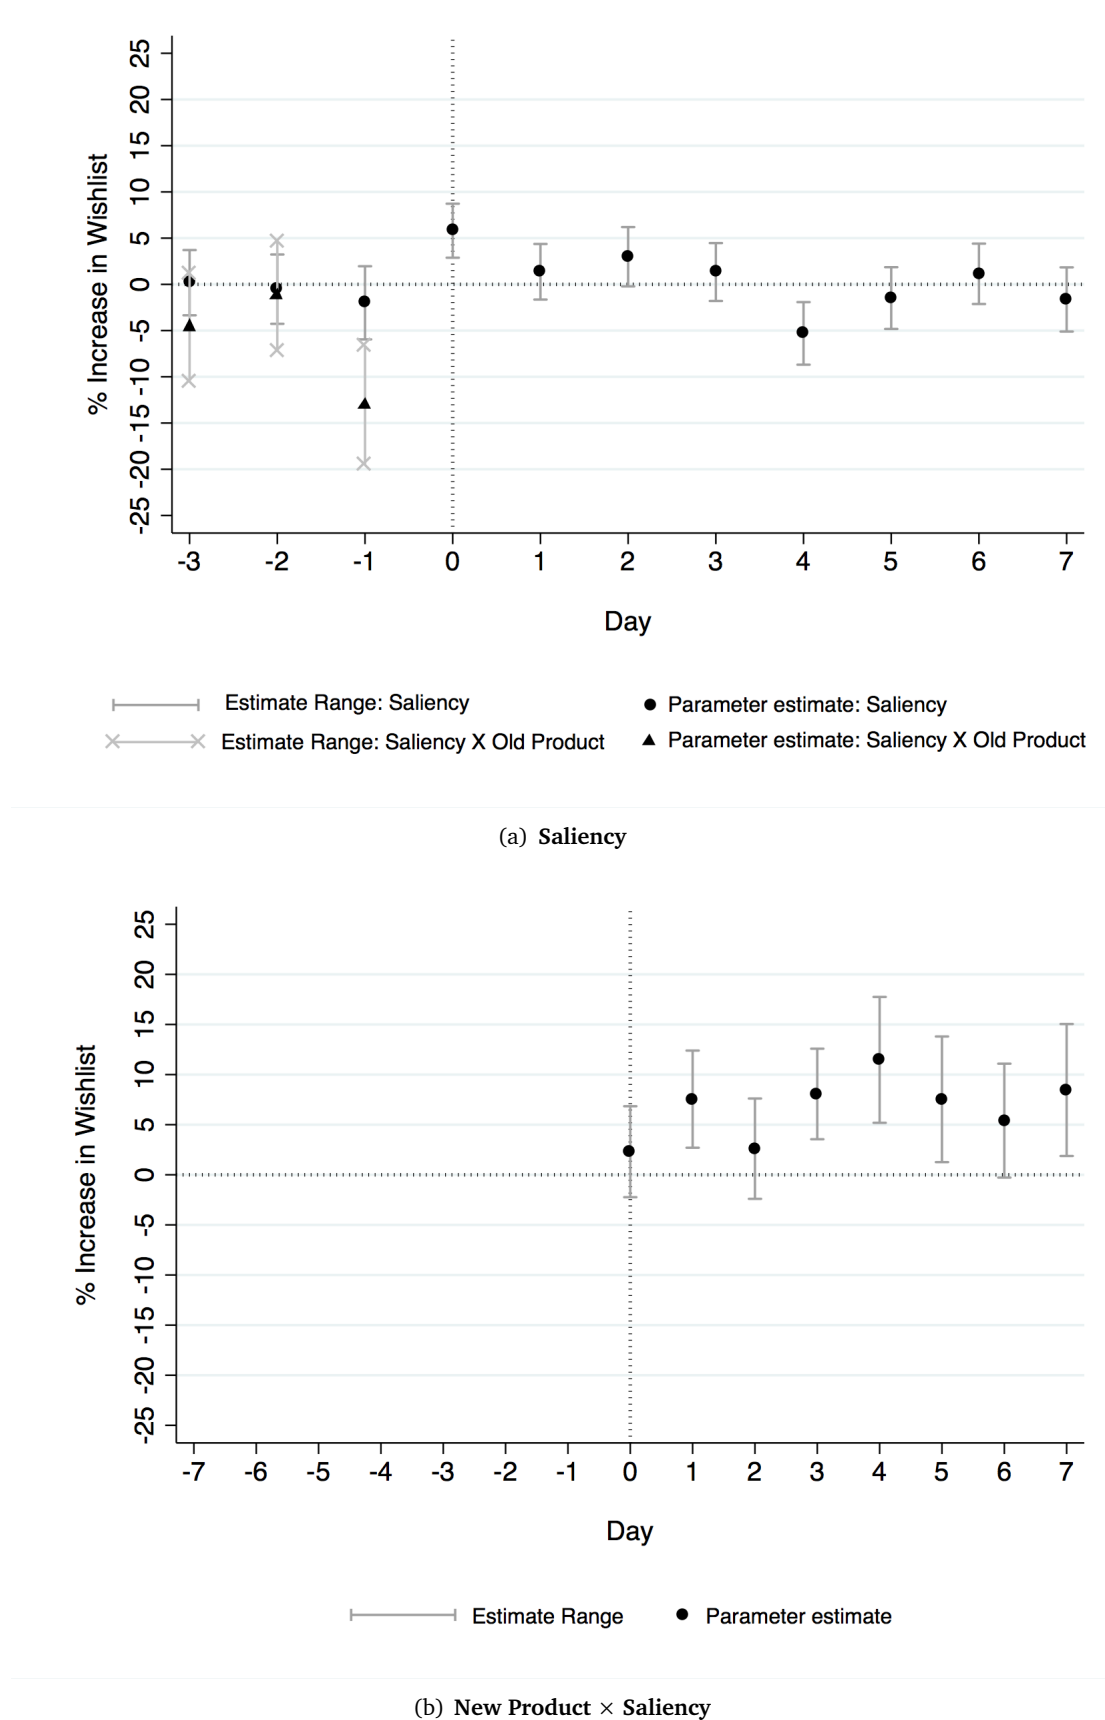 % Increase in Wishlist
25
20
15
10
5
0
-5
-10
-15
-20
-25
-3 -2 -1 0 1 2 3 4 5 6 7
Day
Estimate Range: Saliency
Parameter estimate: Saliency
Estimate Range: Saliency X Old Product
Parameter estimate: Saliency X Old Product
(a) Saliency
% Increase in Wishlist
25
20
15
10
5
0
-5
-10
-15
-20
-25
-7 -6 -5 -4 -3 -2 -1 0 1 2 3 4 5 6 7
Day
Estimate Range
Parameter estimate
(b) New Product × Saliency